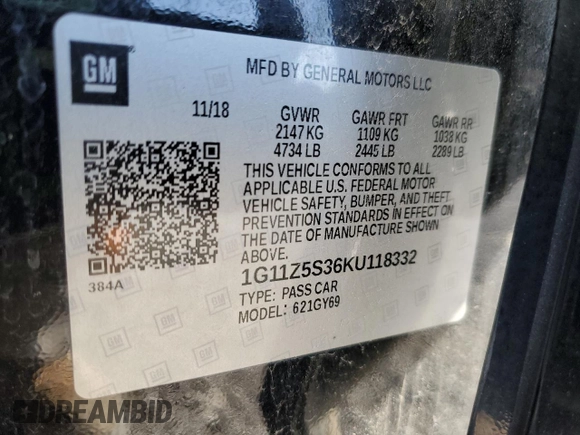 GM
MFD BY GENERAL MOTORS LLC
11/18 GVWR GAWR FRT GAWR RR
2147 KG 1109 KG 1038 KG
4734 LB 2445 LB 2289 LB
THIS VEHICLE CONFORMS TO ALL
APPLICABLE U.S. FEDERAL MOTOR
VEHICLE SAFETY, BUMPER, AND THEFT
PREVENTION STANDARDS IN EFFECT ON
THE DATE OF MANUFACTURE SHOWN
ABOVE.
384A
1G11Z5S36KU118332
TYPE: PASS CAR
MODEL: 621GY69
DREAMBID